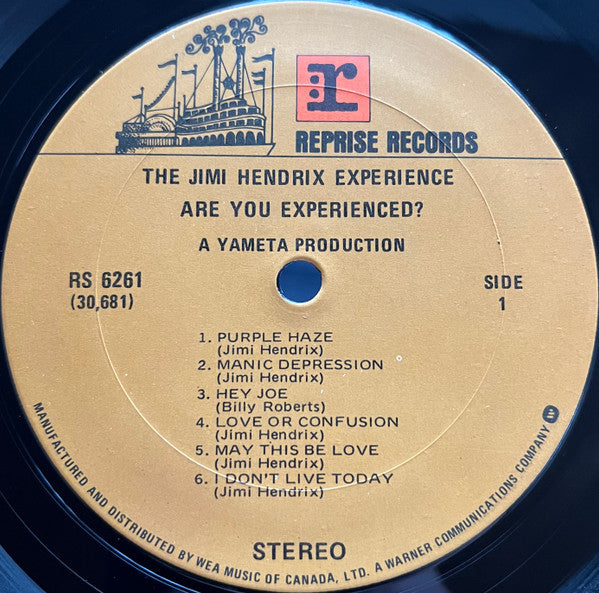 :r
REPRISE RECORDS
THE JIMI HENDRIX EXPERIENCE
ARE YOU EXPERIENCED?
A YAMETA PRODUCTION
RS 6261
(30,681)
SIDE
1
1. PURPLE HAZE
(Jimi Hendrix)
2. MANIC DEPRESSION
(Jimi Hendrix)
3. HEY JOE
(Billy Roberts)
4. LOVE OR CONFUSION
(Jimi Hendrix)
5. MAY THIS BE LOVE
(Jimi Hendrix)
6. I DON'T LIVE TODAY
(Jimi Hendrix)
STEREO
MANUFACTURED AND DISTRIBUTED BY WEA MUSIC OF CANADA, LTD. A WARNER COMMUNICATIONS COMPANY